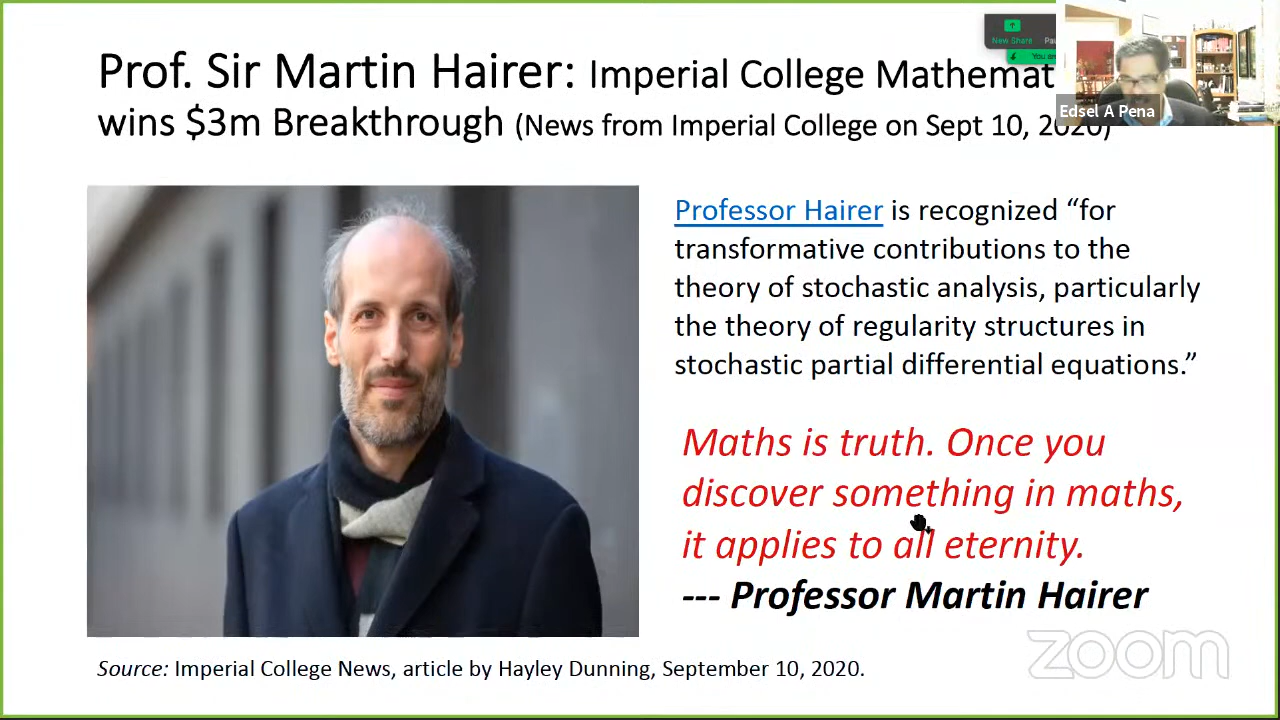 New Share
Prof. Sir Martin Hairer: Imperial College Mathemat
Edsel A Pena
wins $3m Breakthrough (News from Imperial College on Sept 10, 2020)
Professor Hairer is recognized “for
transformative contributions to the
theory of stochastic analysis, particularly
the theory of regularity structures in
stochastic partial differential equations.”
Maths is truth. Once you
discover something in maths,
it applies to all eternity.
--- Professor Martin Hairer
zoom
Source: Imperial College News, article by Hayley Dunning, September 10, 2020.